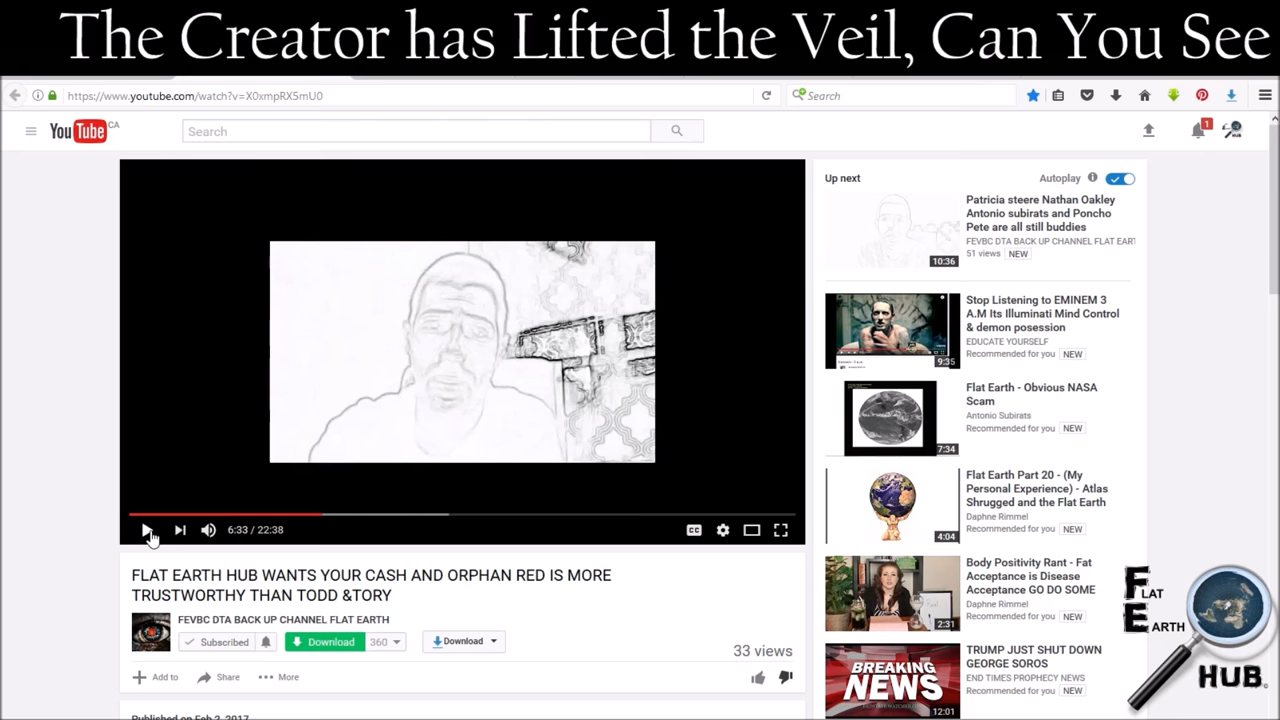 The Creator has Lifted the Veil, Can You See
https://www.youtube.com/watch?v=X0xmpRX5mU0
Search
YouTube CA
Search
1
Up next
Autoplay
Patricia steere Nathan Oakley
Antonio subirats and Poncho
Pete are all still buddies
FEVBC DTA BACK UP CHANNEL FLAT EART
51 views NEW
10:36
Stop Listening to EMINEM 3
A.M Its Illuminati Mind Control
& demon posession
EDUCATE YOURSELF
Recommended for you NEW
9:35
Flat Earth - Obvious NASA
Scam
Antonio Subirats
Recommended for you NEW
7:34
Flat Earth Part 20 - (My
Personal Experience) - Atlas
Shrugged and the Flat Earth
Daphne Rimmel
Recommended for you NEW
4:04
Body Positivity Rant - Fat
Acceptance is Disease
Acceptance GO DO SOME
Daphne Rimmel
Recommended for you NEW
2:31
TRUMP JUST SHUT DOWN
GEORGE SOROS
END TIMES PROPHECY NEWS
Recommended for you NEW
BREAKING
NEWS
12:01
6:33 / 22:38
CC
FLAT EARTH HUB WANTS YOUR CASH AND ORPHAN RED IS MORE
TRUSTWORTHY THAN TODD &TORY
FEVBC DTA BACK UP CHANNEL FLAT EARTH
Subscribed
Download 360
Download
33 views
Add to
Share
More
Published on Feb 2, 2017
FLAT
EARTH
HUB